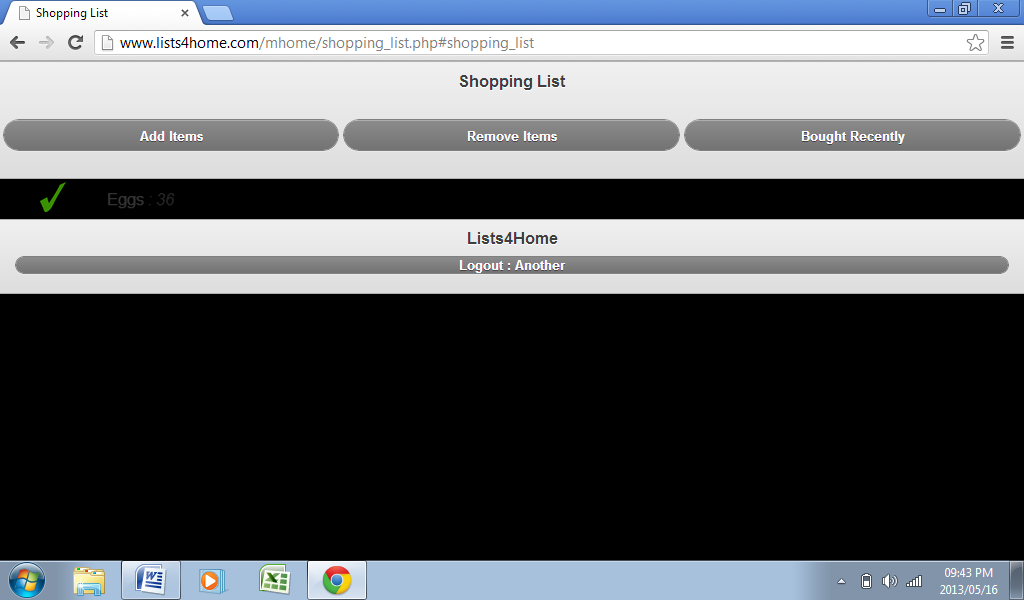 Shopping List
www.lists4home.com/mhome/shopping_list.php#shopping_list
Shopping List
Add Items
Remove Items
Bought Recently
Eggs : 36
Lists4Home
Logout : Another
09:43 PM
2013/05/16